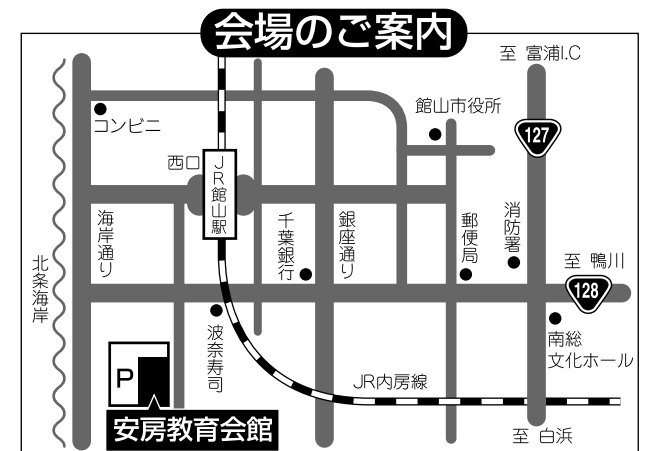 会場のご案内
至 富浦I.C
館山市役所
コンビニ
127
西口
JR館山駅
海岸通り
千葉銀行
銀座通り
郵便局
消防署
北条海岸
至 鴨川
128
波奈寿司
南総
文化ホール
P
JR内房線
安房教育会館
至 白浜